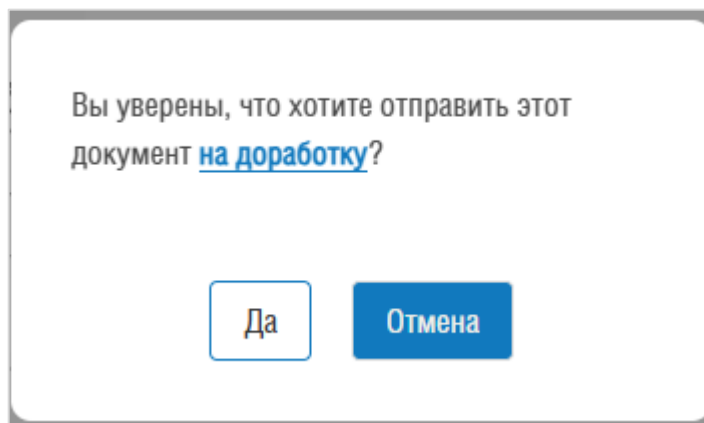 Вы уверены, что хотите отправить этот
документ на доработку?
Да
Отмена